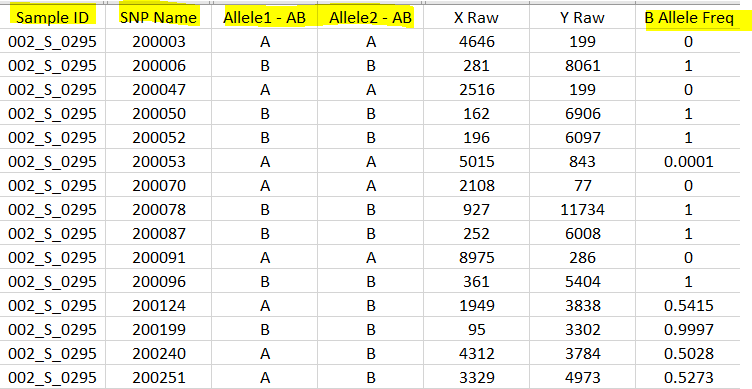 Sample ID SNP Name Allele1 - AB Allele2 - AB X Raw Y Raw B Allele Freq
002_S_0295 200003 A A 4646 199 0
002_S_0295 200006 B B 281 8061 1
002_S_0295 200047 A A 2516 199 0
002_S_0295 200050 B B 162 6906 1
002_S_0295 200052 B B 196 6097 1
002_S_0295 200053 A A 5015 843 0.0001
002_S_0295 200070 A A 2108 77 0
002_S_0295 200078 B B 927 11734 1
002_S_0295 200087 B B 252 6008 1
002_S_0295 200091 A A 8975 286 0
002_S_0295 200096 B B 361 5404 1
002_S_0295 200124 A B 1949 3838 0.5415
002_S_0295 200199 B B 95 3302 0.9997
002_S_0295 200240 A B 4312 3784 0.5028
002_S_0295 200251 A B 3329 4973 0.5273